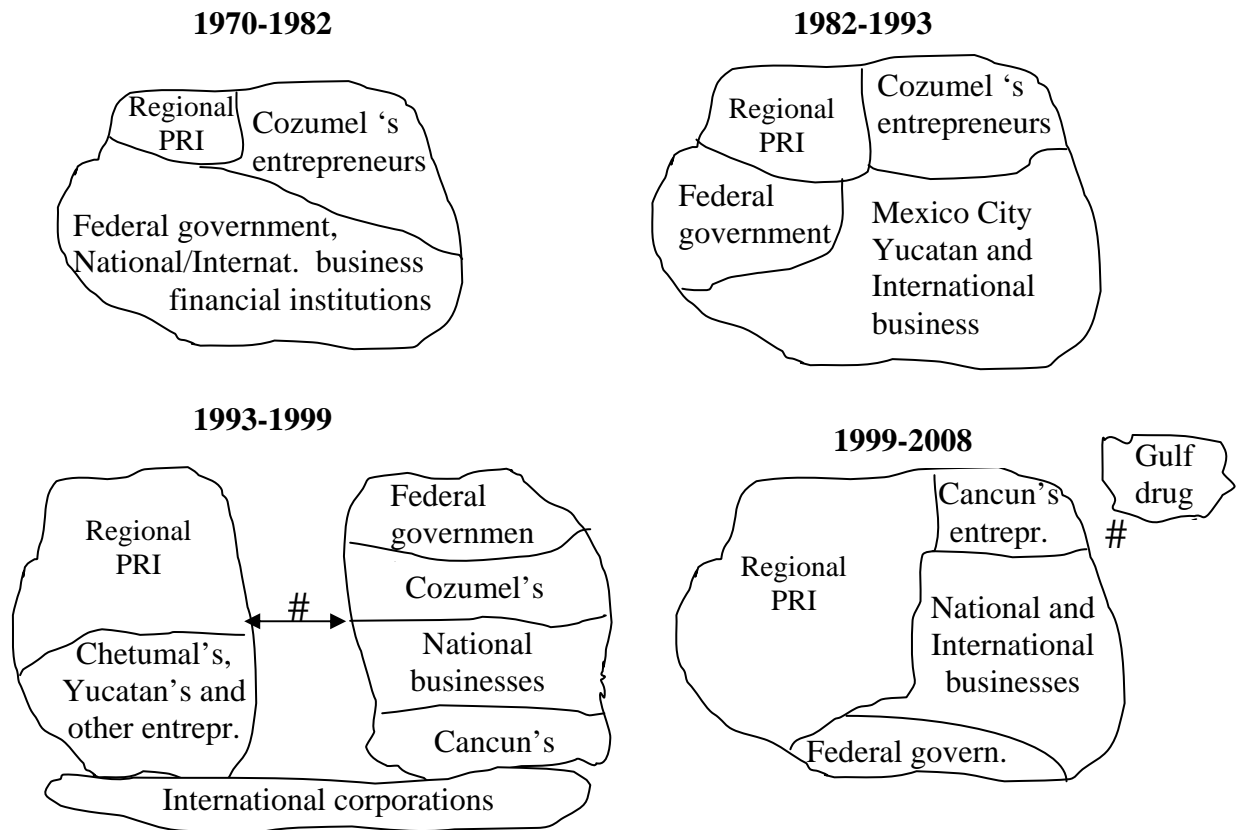 1970-1982
Regional
PRI
Cozumel ‘s
entrepreneurs
Federal government,
National/Internat. business
financial institutions
1982-1993
Regional
PRI
Cozumel ‘s
entrepreneurs
Federal
government
Mexico City
Yucatan and
International
business
1993-1999
Regional
PRI
Chetumal's,
Yucatan's and
other entrepr.
#
Federal
governmen
Cozumel's
National
businesses
Cancun's
International corporations
1999-2008
Regional
PRI
Cancun's
entrepr.
National and
International
businesses
Federal govern.
Gulf
drug
#